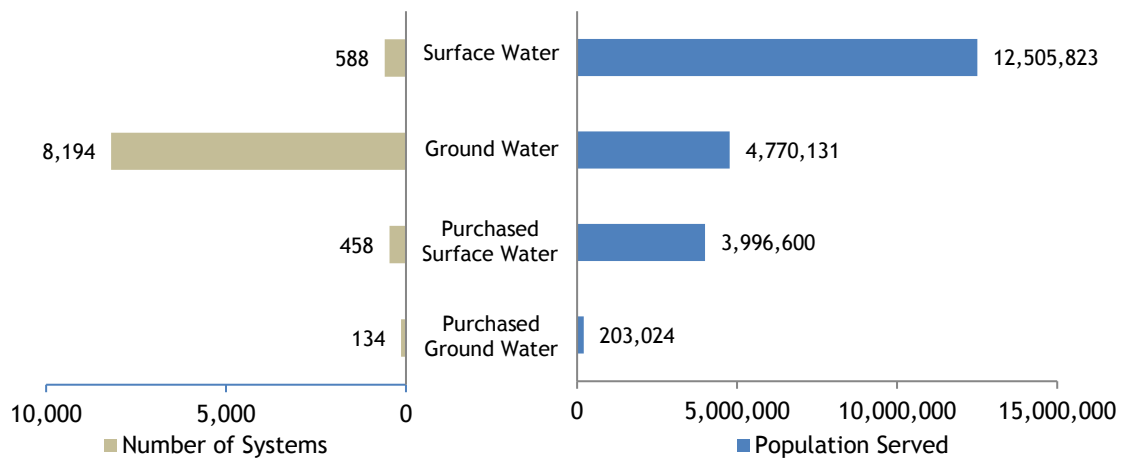 588 Surface Water 12,505,823
8,194 Ground Water 4,770,131
Purchased
458 Surface Water 3,996,600
Purchased
134 Ground Water 203,024
10,000 5,000 0 0 5,000,000 10,000,000 15,000,000
Number of Systems Population Served